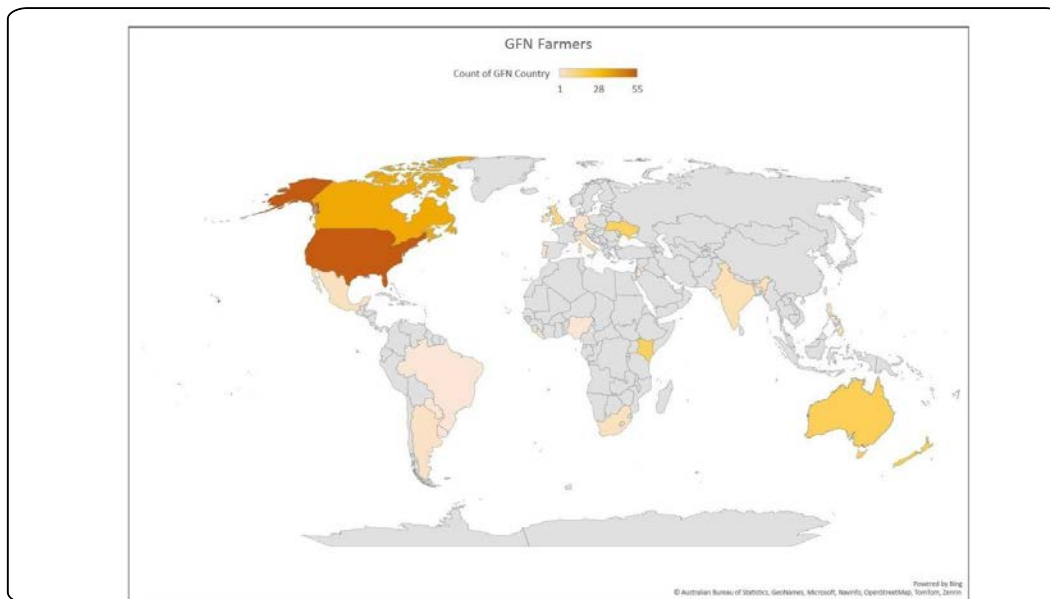 GFN Farmers
Count of GFN Country
1 28 55
Powered by Bing
© Australian Bureau of Statistics, GeoNames, Microsoft, Navinfo, OpenStreetMap, TomTom, Zenrin